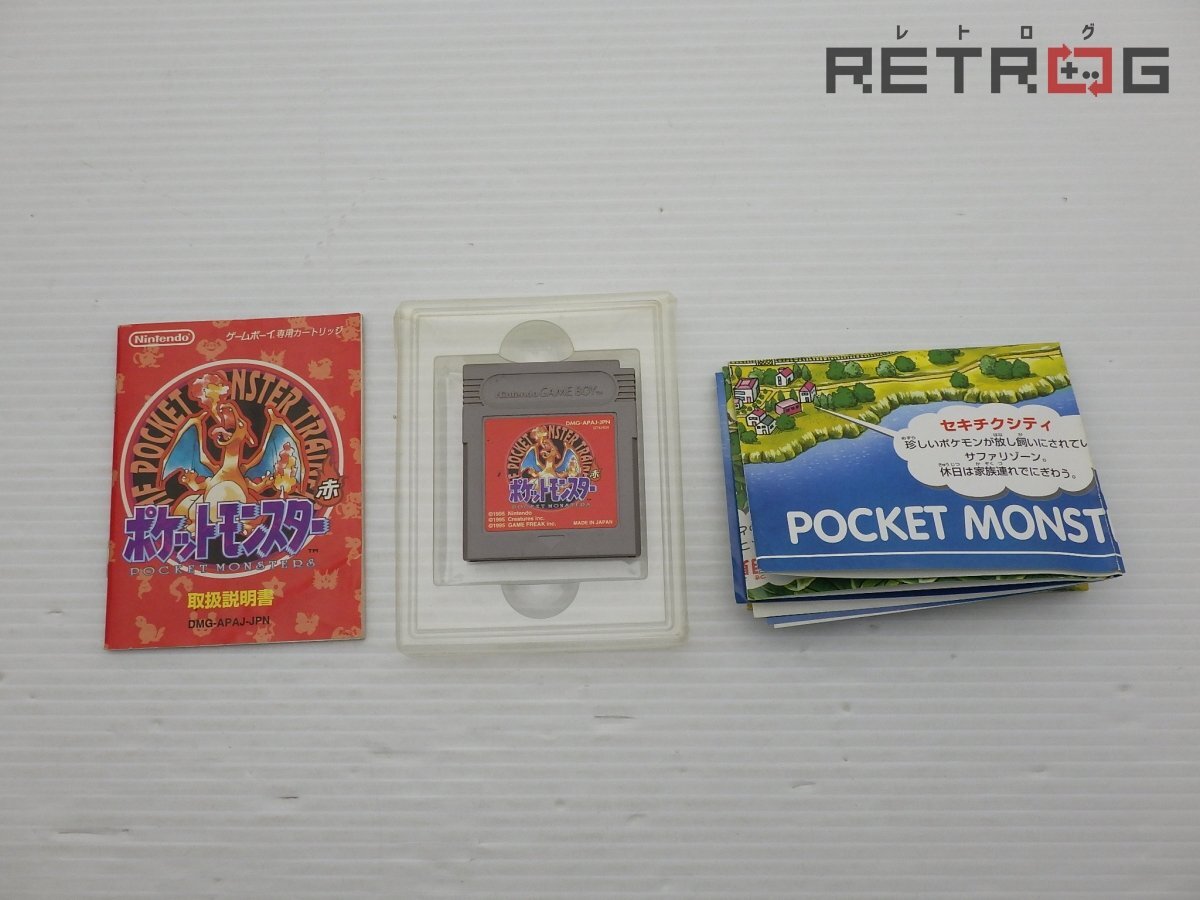 レトログ
RETROG
Nintendo
ゲームボーイ専用カートリッジ
THE POCKET MONSTER TRAINER
赤
ポケットモンスター
TM
POCKET MONSTERS
取扱説明書
DMG-APAJ-JPN
Nintendo GAME BOY TM
DMG-APAJ-JPN
POCKET MONSTER TRAINE
赤
ポケットモンスター
POCKET MONSTERS
©1995 Nintendo
©1995 Creatures inc.
©1995 GAME FREAK inc.
MADE IN JAPAN
セキチクシティ
珍しいポケモンが放し飼いにされてい
サファリゾーン。
休日は家族連れでにぎわう。
POCKET MONST